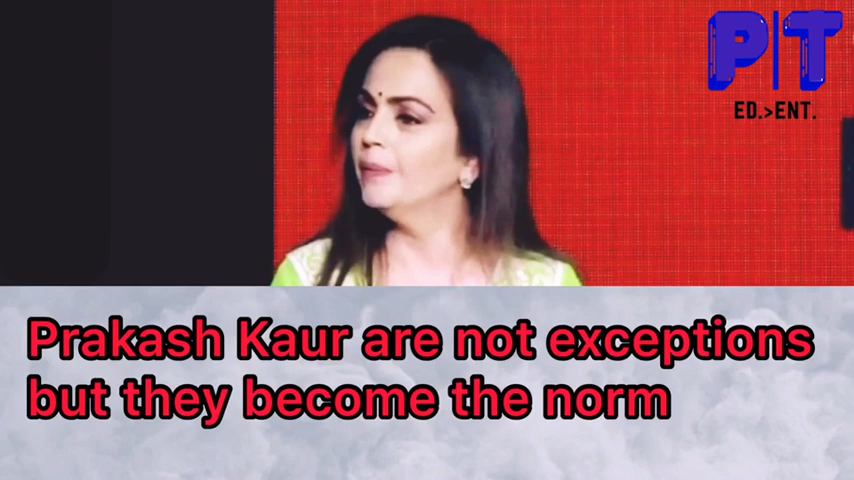 P|T
ED.>ENT.
Prakash Kaur are not exceptions
but they become the norm